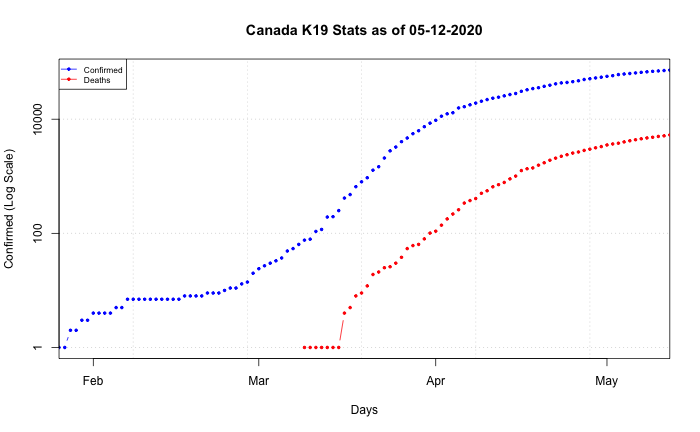 Canada K19 Stats as of 05-12-2020
Confirmed
Deaths
Confirmed (Log Scale)
10000
100
1
Feb
Mar
Apr
May
Days